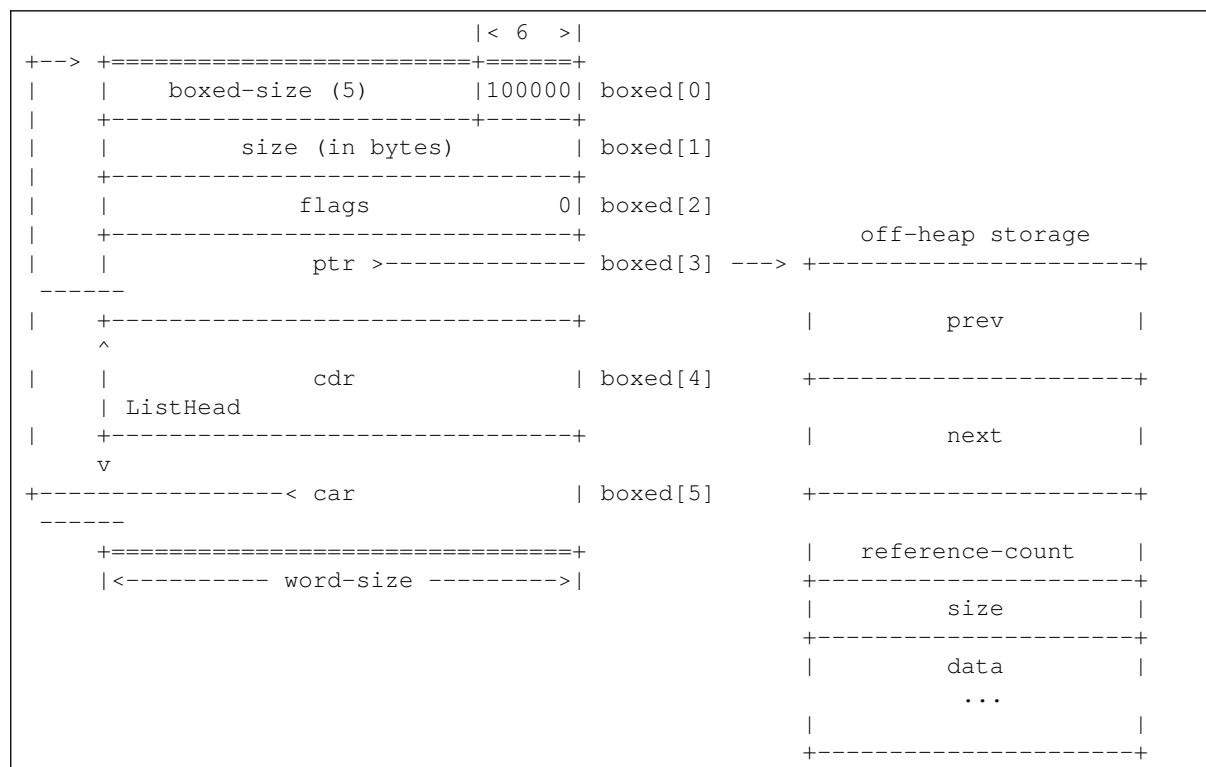 |< 6  >|
+--> +=========================+======+
|    |    boxed-size (5)       |100000| boxed[0]
|    +-------------------------+------+
|    |         size (in bytes)        | boxed[1]
|    +--------------------------------+
|    |             flags             0| boxed[2]
|    +--------------------------------+                   off-heap storage
|    |              ptr >-------------- boxed[3] ---> +----------------------+
 ------
|    +--------------------------------+               |         prev         |
     ^
|    |              cdr               | boxed[4]      +----------------------+
     | ListHead
|    +--------------------------------+               |         next         |
     v
+-----------------< car               | boxed[5]      +----------------------+
 ------
     +================================+               |   reference-count    |
     |<---------- word-size --------->|               +----------------------+
                                                      |         size         |
                                                      +----------------------+
                                                      |         data         |
                                                                 ...
                                                      |                      |
                                                      +----------------------+